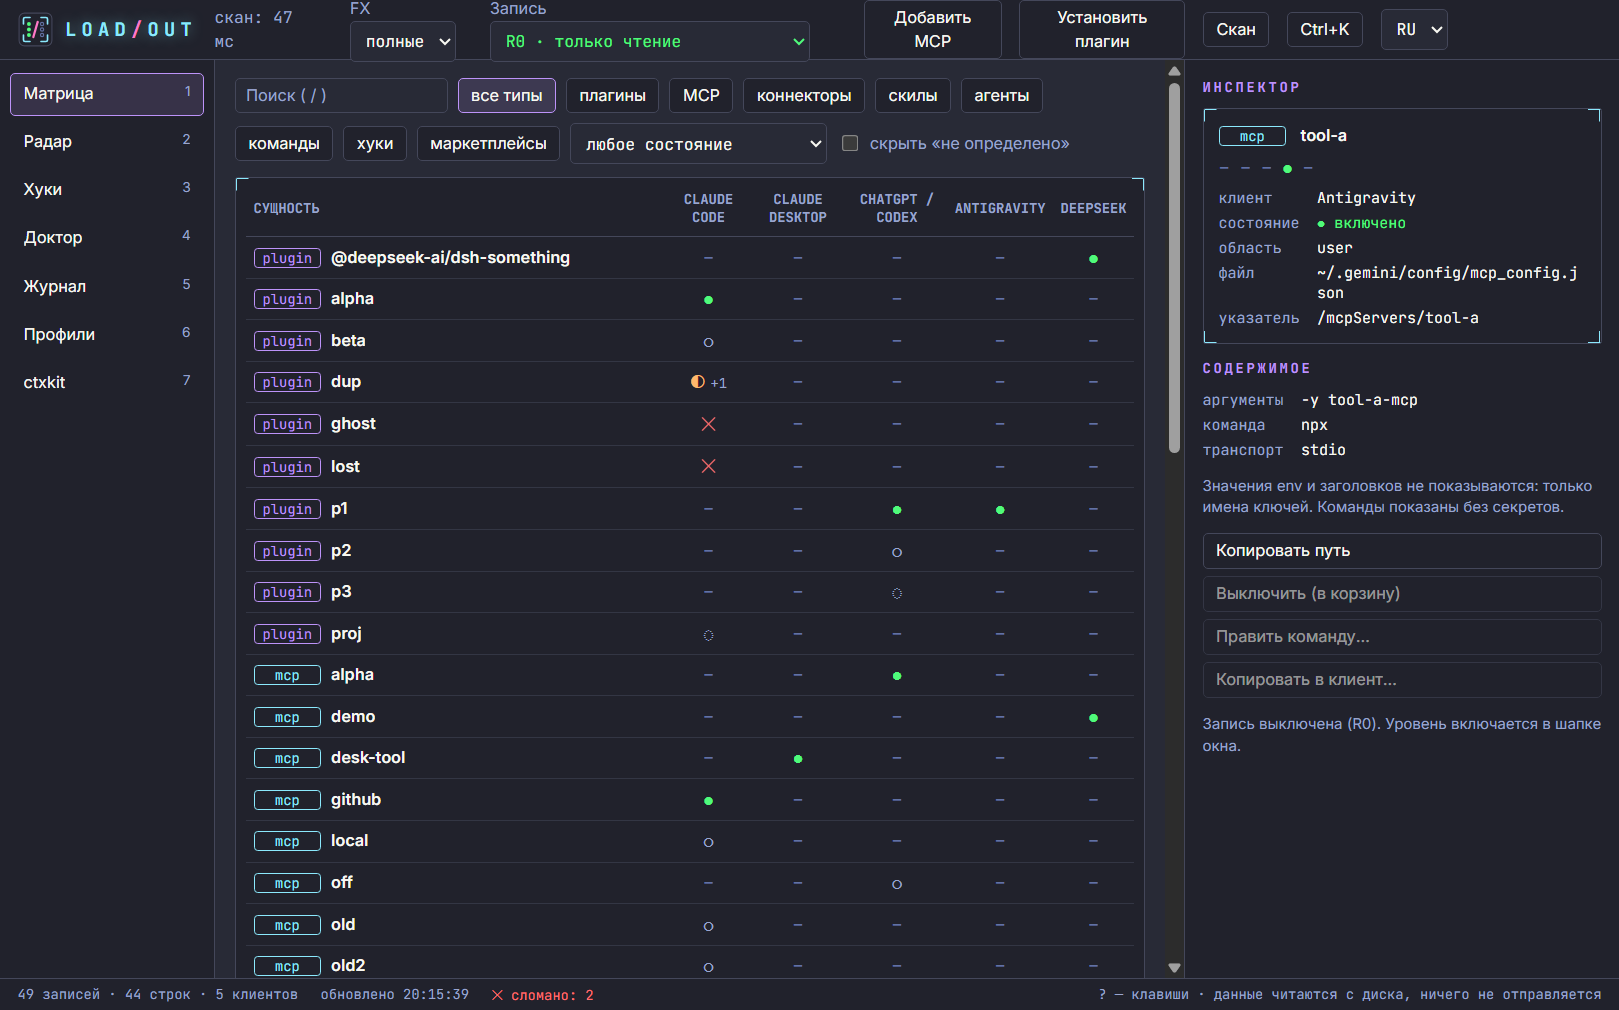 LOAD/OUT
скан: 47 мс
FX
полные
Запись
R0 · только чтение
Добавить MCP
Установить плагин
Скан
Ctrl+K
RU
Матрица 1
Радар 2
Хуки 3
Доктор 4
Журнал 5
Профили 6
ctxkit 7
Поиск ( / )
все типы
плагины
MCP
коннекторы
скилы
агенты
команды
хуки
маркетплейсы
любое состояние
скрыть «не определено»
СУЩНОСТЬ
CLAUDE CODE
CLAUDE DESKTOP
CHATGPT / CODEX
ANTIGRAVITY
DEEPSEEK
plugin @deepseek-ai/dsh-something – – – – ●
plugin alpha ● – – – –
plugin beta ○ – – – –
plugin dup ◐ +1 – – – –
plugin ghost ✕ – – – –
plugin lost ✕ – – – –
plugin p1 – – ● ● –
plugin p2 – – ○ – –
plugin p3 – – ◌ – –
plugin proj ◌ – – – –
mcp alpha – – ● – –
mcp demo – – – – ●
mcp desk-tool – ● – – –
mcp github ● – – – –
mcp local ○ – – – –
mcp off – – ○ – –
mcp old ○ – – – –
mcp old2 ○ – – – –
ИНСПЕКТОР
mcp tool-a
– – – ● –
клиент Antigravity
состояние ● включено
область user
файл ~/.gemini/config/mcp_config.j
son
указатель /mcpServers/tool-a
СОДЕРЖИМОЕ
аргументы -y tool-a-mcp
команда npx
транспорт stdio
Значения env и заголовков не показываются: только
имена ключей. Команды показаны без секретов.
Копировать путь
Выключить (в корзину)
Править команду…
Копировать в клиент…
Запись выключена (R0). Уровень включается в шапке
окна.
49 записей · 44 строк · 5 клиентов
обновлено 20:15:39
✕ сломано: 2
? — клавиши · данные читаются с диска, ничего не отправляется